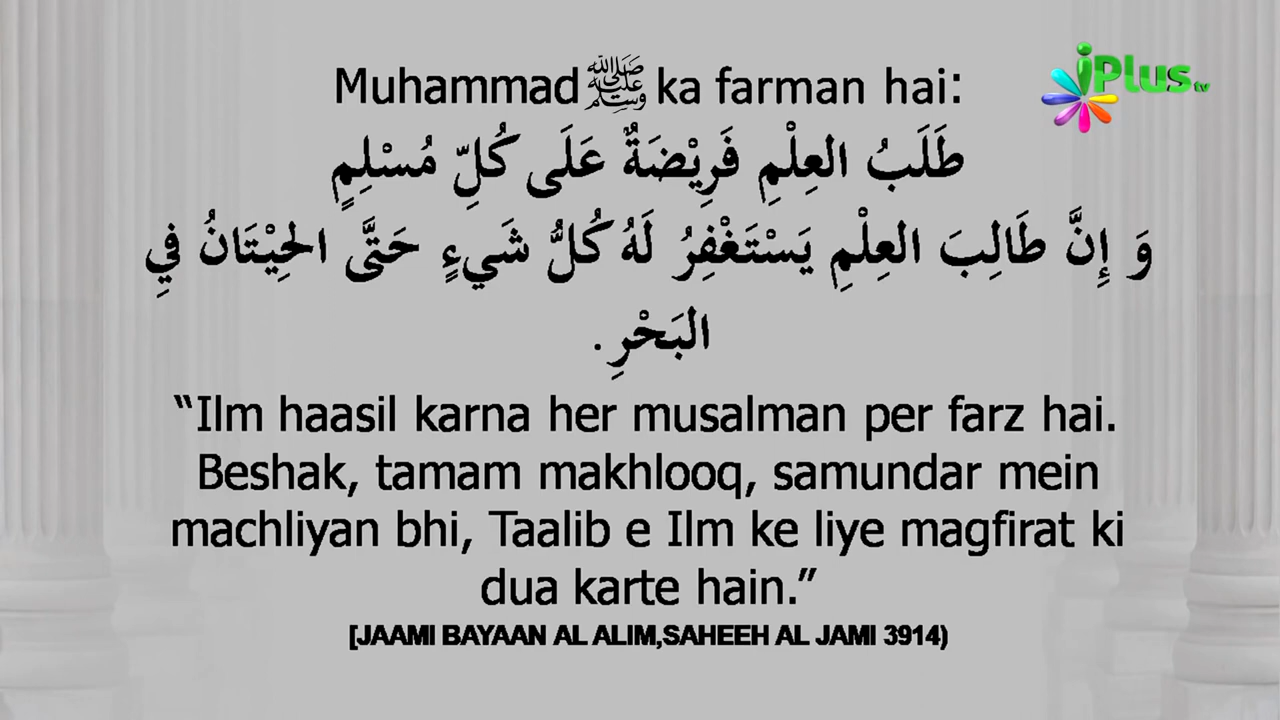 iPlus tv
Muhammad ﷺ ka farman hai:
طَلَبُ العِلْمِ فَرِيْضَةٌ عَلَى كُلِّ مُسْلِمٍ
وَ إِنَّ طَالِبَ العِلْمِ يَسْتَغْفِرُ لَهُ كُلُّ شَيءٍ حَتَّى الحِيْتَانُ فِي
البَحْرِ.
“Ilm haasil karna her musalman per farz hai.
Beshak, tamam makhlooq, samundar mein
machliyan bhi, Taalib e Ilm ke liye magfirat ki
dua karte hain.”
[JAAMI BAYAAN AL ALIM,SAHEEH AL JAMI 3914)